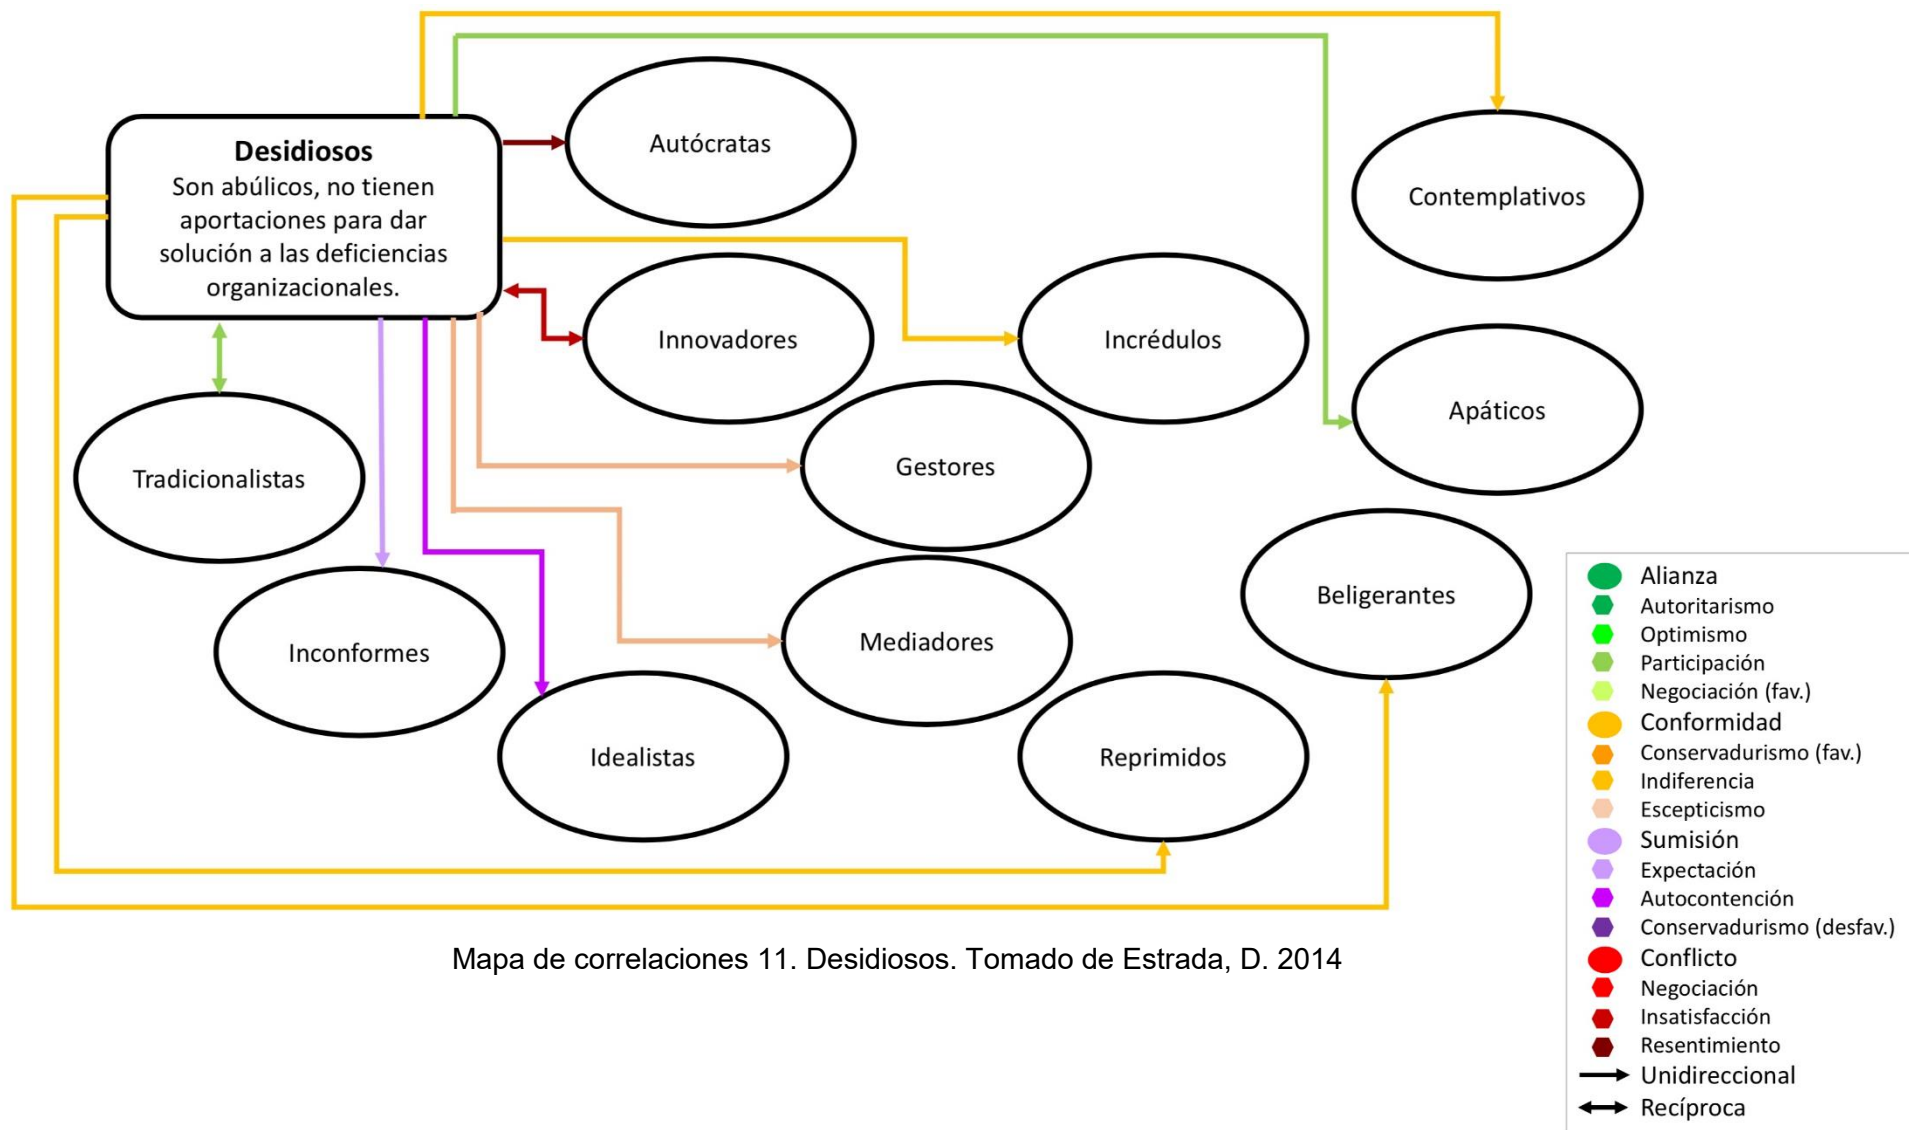 Desidiosos
Son abúlicos, no tienen
aportaciones para dar
solución a las deficiencias
organizacionales.
Autócratas
Contemplativos
Innovadores
Incrédulos
Apáticos
Gestores
Tradicionalistas
Beligerantes
Inconformes
Mediadores
Idealistas
Reprimidos
Alianza
Autoritarismo
Optimismo
Participación
Negociación (fav.)
Conformidad
Conservadurismo (fav.)
Indiferencia
Escepticismo
Sumisión
Expectación
Autocontención
Conservadurismo (desfav.)
Conflicto
Negociación
Insatisfacción
Resentimiento
Unidireccional
Recíproca
Mapa de correlaciones 11. Desidiosos. Tomado de Estrada, D. 2014